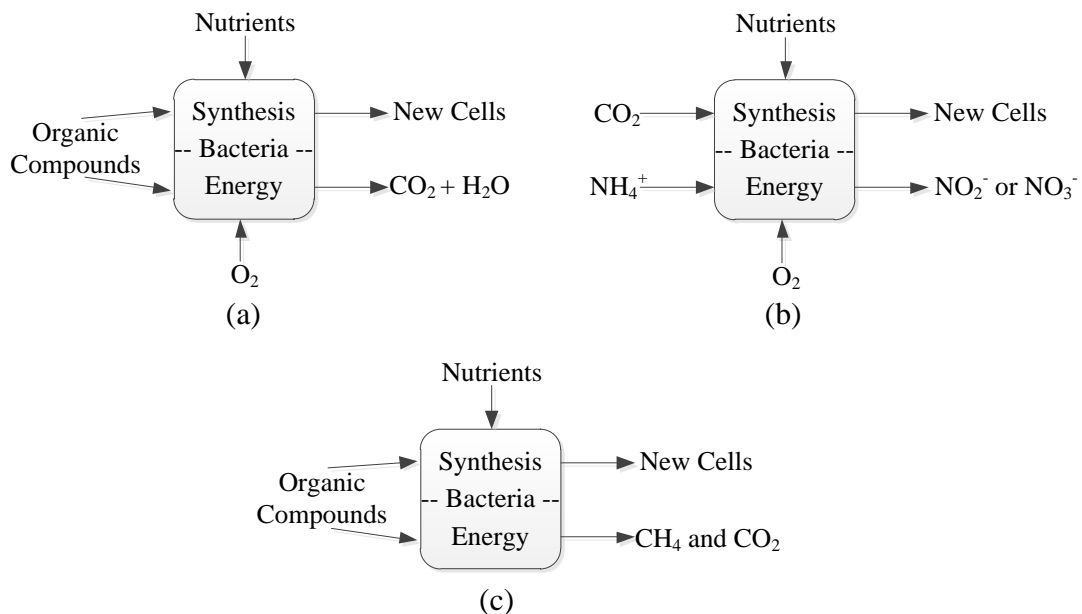 Nutrients
Synthesis
-- Bacteria --
Energy
Organic
Compounds
New Cells
CO₂ + H₂O
O₂
(a)
Nutrients
CO₂
NH₄⁺
Synthesis
-- Bacteria --
Energy
New Cells
NO₂⁻ or NO₃⁻
O₂
(b)
Nutrients
Organic
Compounds
Synthesis
-- Bacteria --
Energy
New Cells
CH₄ and CO₂
(c)